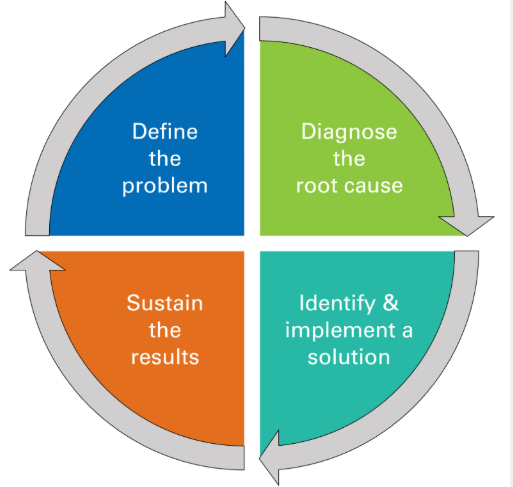 Define
the
problem
Diagnose
the
root cause
Identify &
implement a
solution
Sustain
the
results